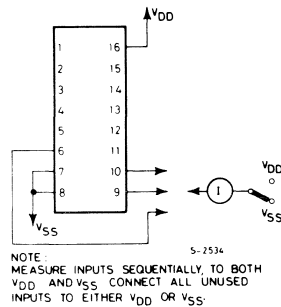 VDD
1 16
2 15
3 14
4 13
5 12
6 11
7 10
8 9
VSS
I
VDD
VSS
S-2534
NOTE:
MEASURE INPUTS SEQUENTIALLY, TO BOTH
VDD AND VSS CONNECT ALL UNUSED
INPUTS TO EITHER VDD OR VSS.